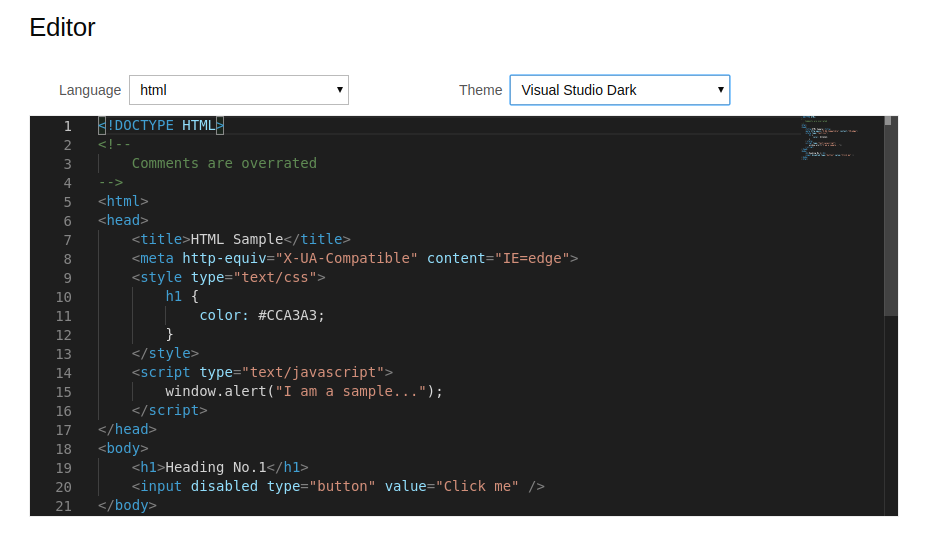 Editor
Language html Theme Visual Studio Dark
1 <!DOCTYPE HTML>
2 <!--
3     Comments are overrated
4 -->
5 <html>
6 <head>
7     <title>HTML Sample</title>
8     <meta http-equiv="X-UA-Compatible" content="IE=edge">
9     <style type="text/css">
10         h1 {
11             color: #CCA3A3;
12         }
13     </style>
14     <script type="text/javascript">
15         window.alert("I am a sample...");
16     </script>
17 </head>
18 <body>
19     <h1>Heading No.1</h1>
20     <input disabled type="button" value="Click me" />
21 </body>